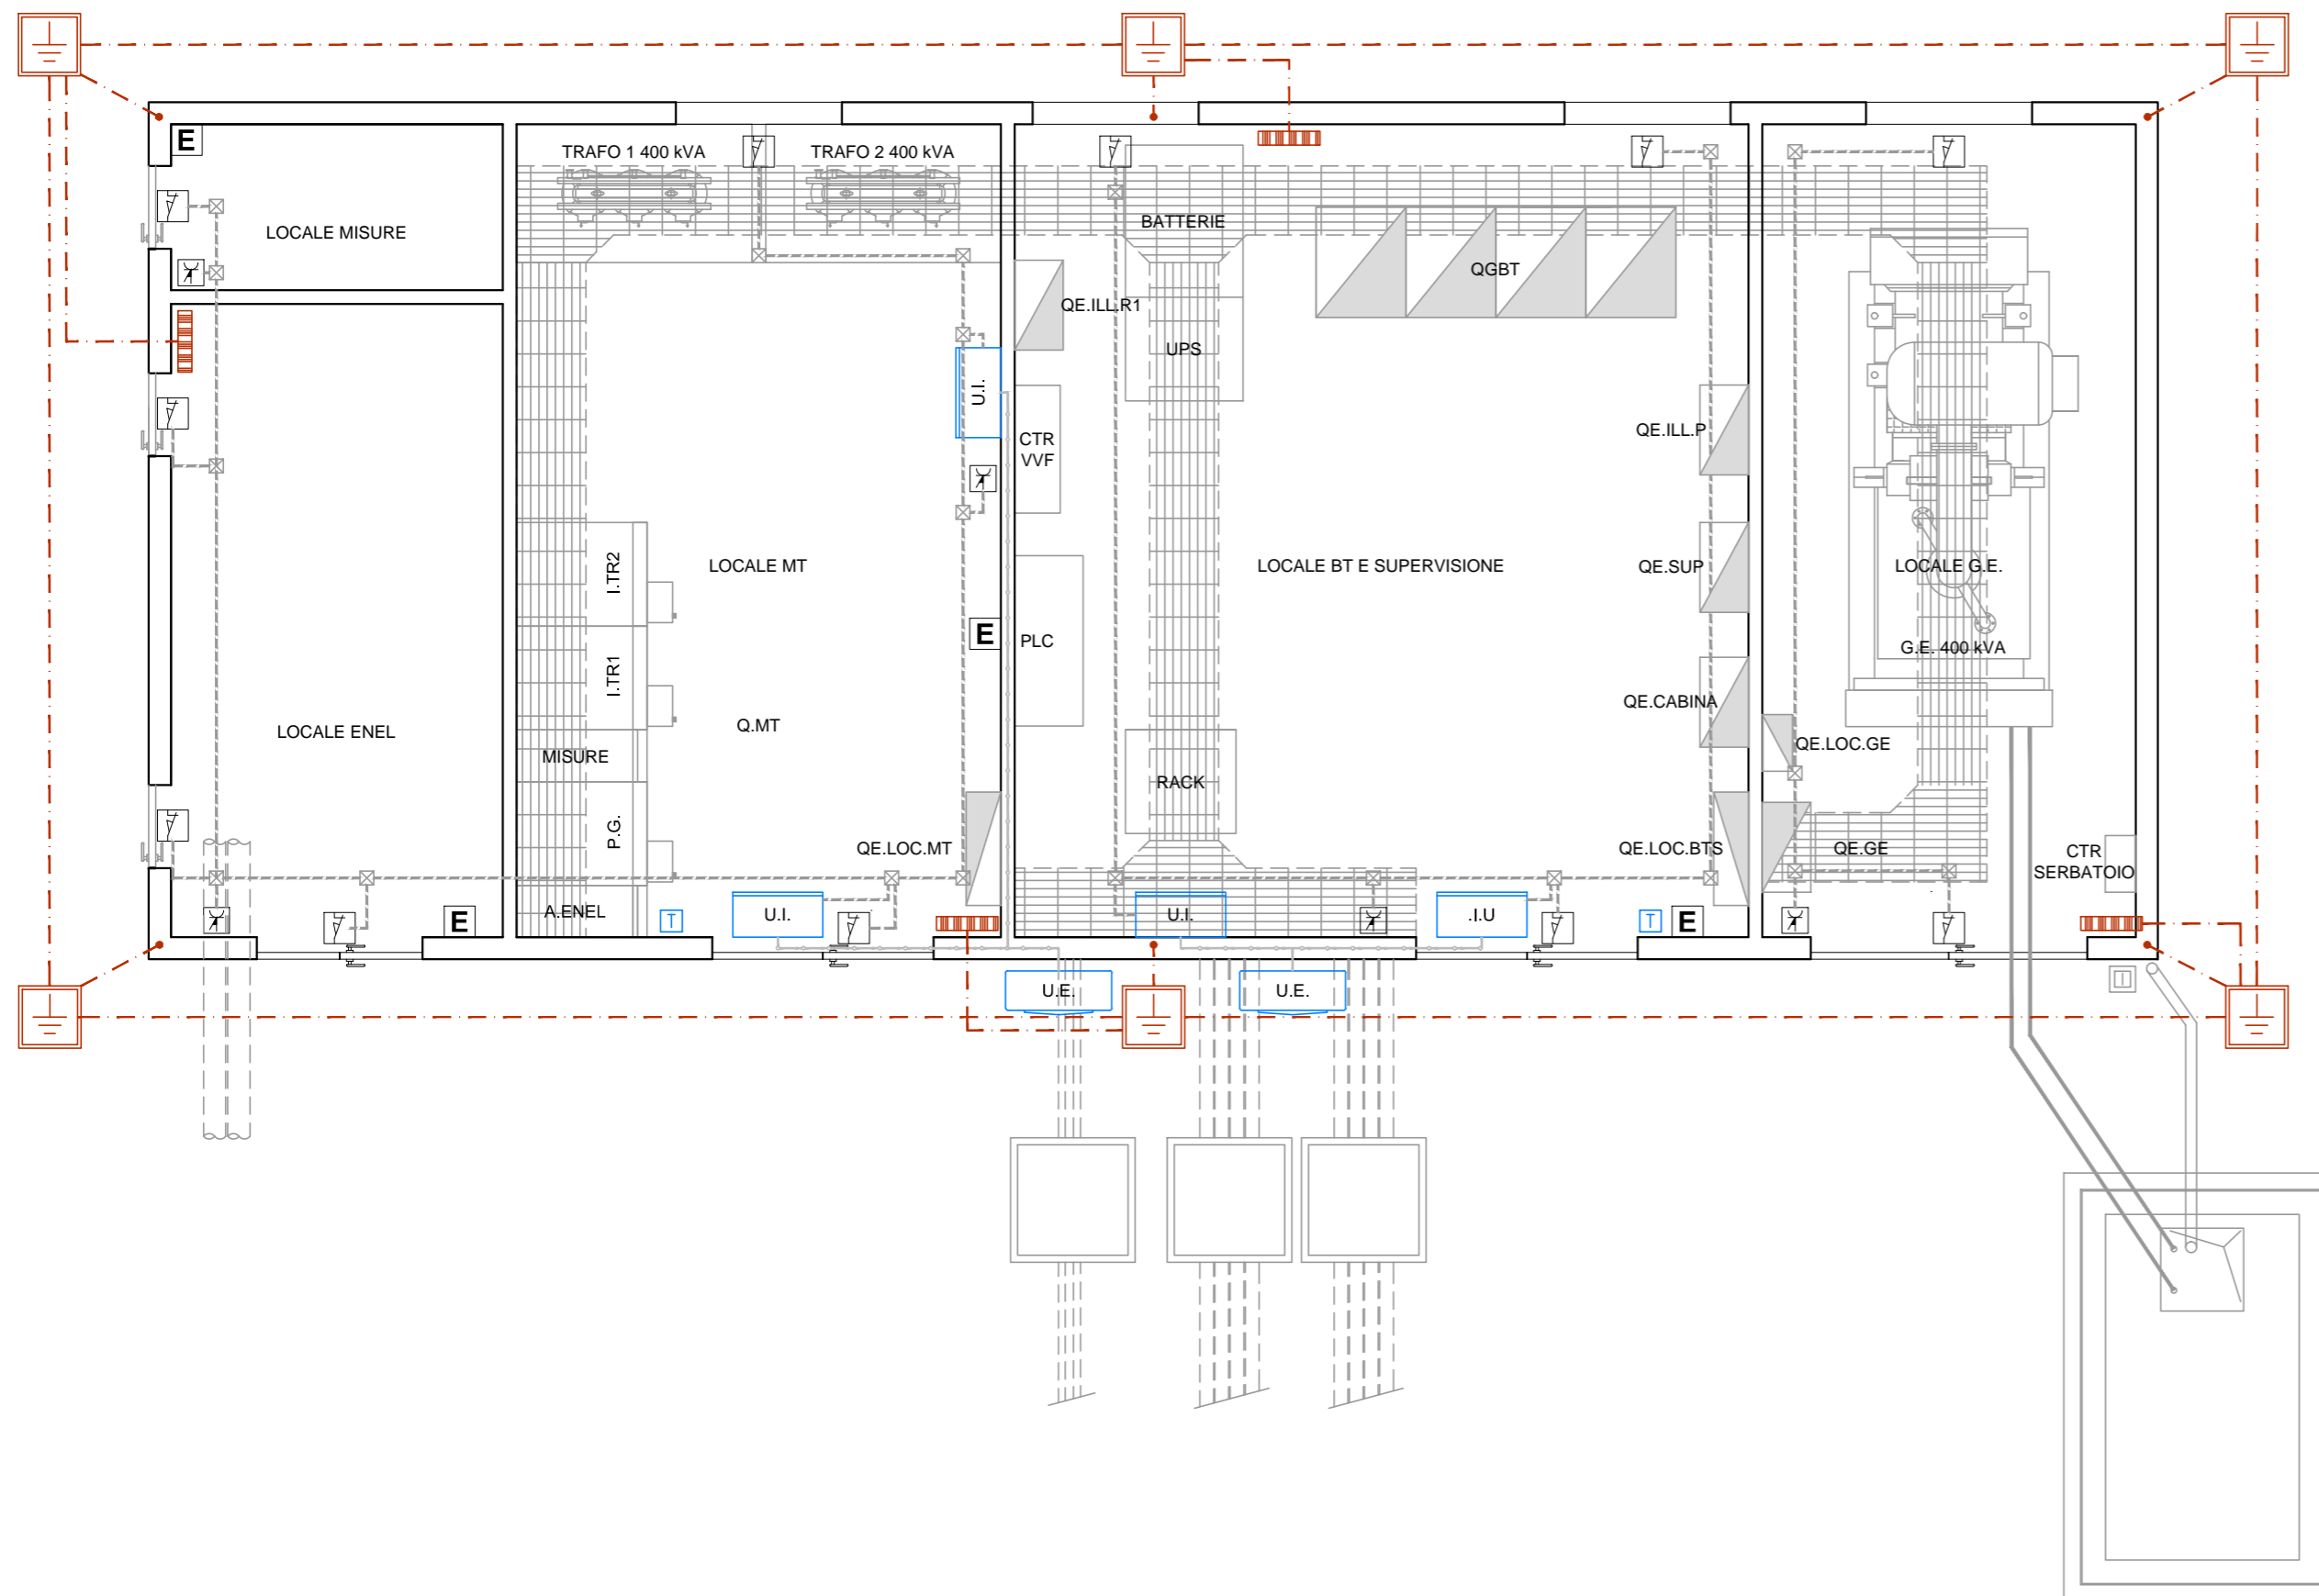 E
TRAFO 1 400 kVA
TRAFO 2 400 kVA
LOCALE MISURE
BATTERIE
QGBT
QE.ILL.R1
UPS
U.I.
CTR
VVF
QE.ILL.P
I.TR2
LOCALE MT
LOCALE BT E SUPERVISIONE
QE.SUP
LOCALE G.E.
E
PLC
G.E. 400 kVA
I.TR1
QE.CABINA
Q.MT
LOCALE ENEL
QE.LOC.GE
MISURE
RACK
P.G.
QE.LOC.MT
QE.LOC.BTS
QE.GE
CTR
SERBATOIO
A.ENEL
E
T
U.I.
U.I.
.I.U
T
E
U.E.
U.E.